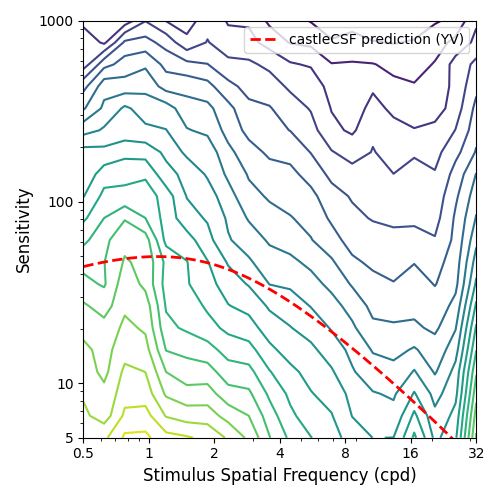 1000
castleCSF prediction (YV)
100
Sensitivity
10
5
0.5 1 2 4 8 16 32
Stimulus Spatial Frequency (cpd)